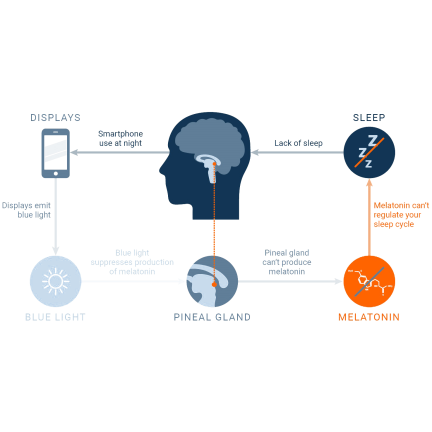 DISPLAYS
SLEEP
Smartphone
use at night
Lack of sleep
z
z
z
Displays emit
blue light
Melatonin can't
regulate your
sleep cycle
Blue light
suppresses production
of melatonin
Pineal gland
can't produce
melatonin
BLUE LIGHT
PINEAL GLAND
MELATONIN